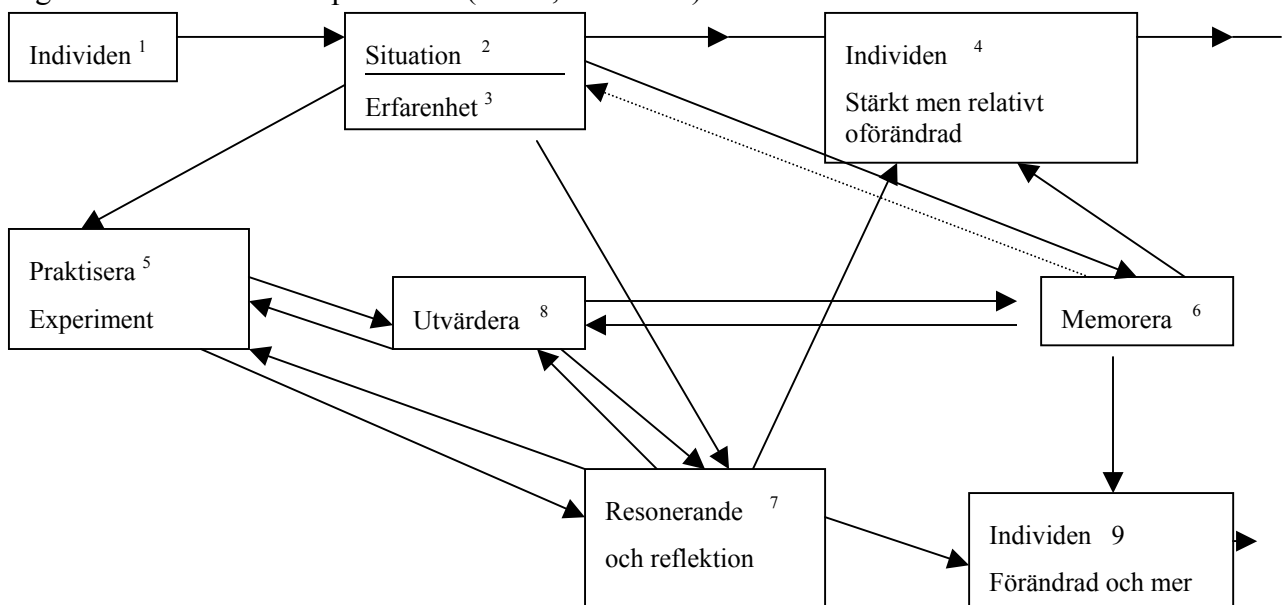 Individen 1
Situation 2
Erfarenhet 3
Individen 4
Stärkt men relativt
oförändrad
Praktisera 5
Experiment
Utvärdera 8
Memorera 6
Resonerande 7
och reflektion
Individen 9
Förändrad och mer